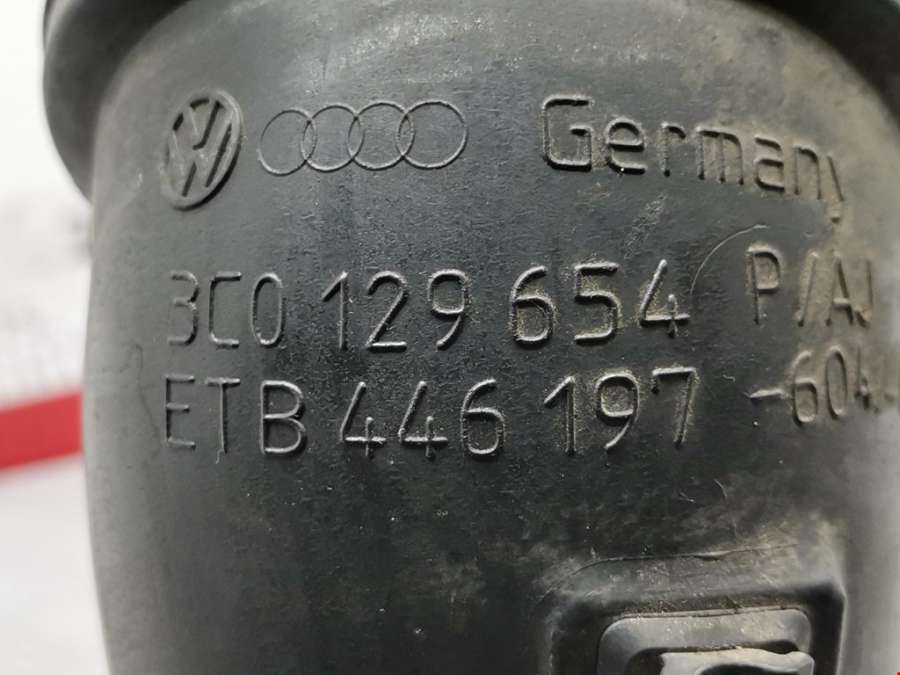 Germany
3C0 129 654 P/AJ
ETB 446 197